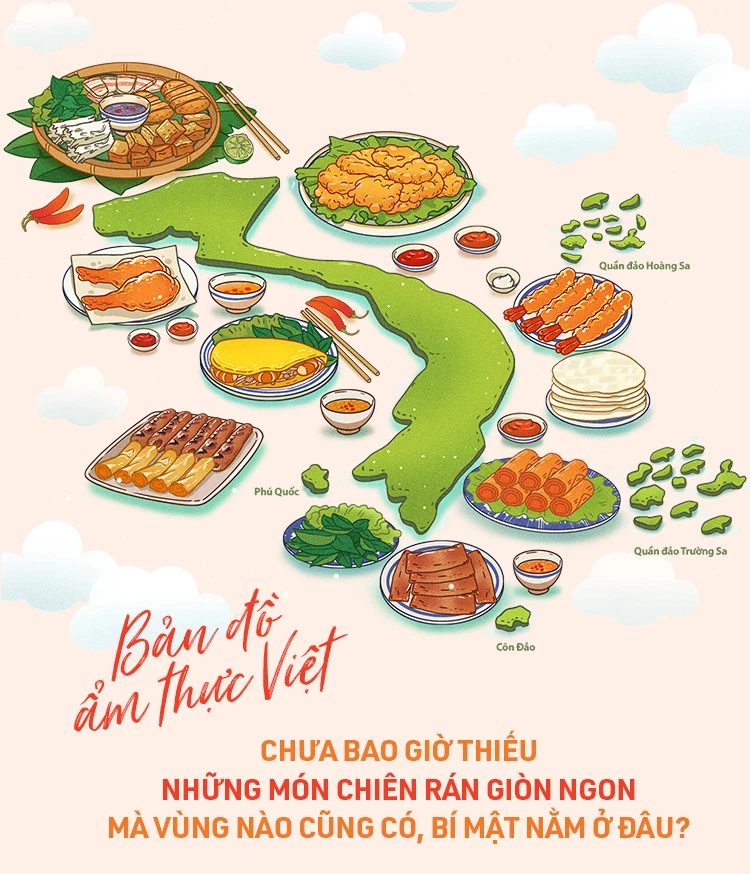 Quần đảo Hoàng Sa
Phú Quốc
Quần đảo Trường Sa
Côn Đảo
Bản đồ
ẩm thực Việt
CHƯA BAO GIỜ THIẾU
NHỮNG MÓN CHIÊN RÁN GIÒN NGON
MÀ VÙNG NÀO CŨNG CÓ, BÍ MẬT NẰM Ở ĐÂU?